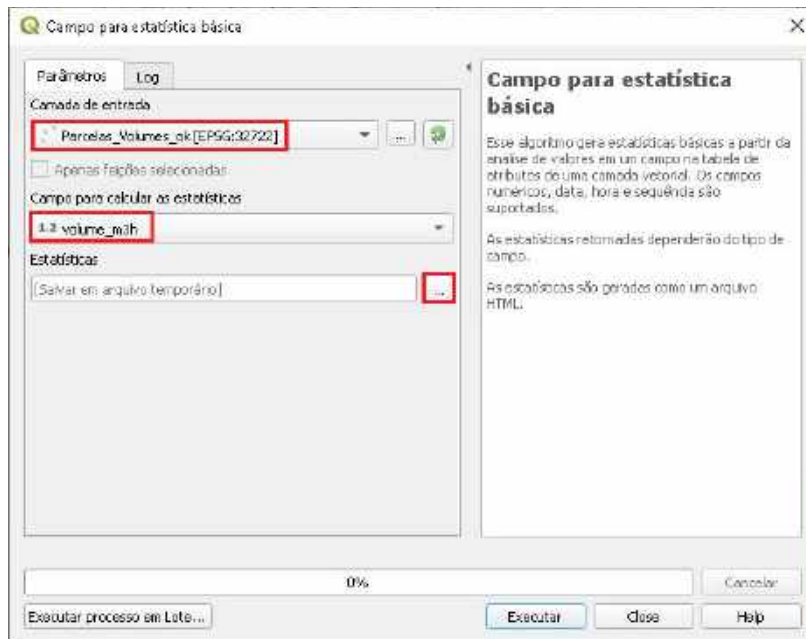 Campo para estatística básica
Parâmetros
Log
Camada de entrada
Parcelas_Volumes_qk [EPSG:32722]
...
Apenas feições selecionadas
Campo para calcular as estatísticas
1.2 volume_m3h
Estatísticas
[Salvar em arquivo temporário]
...
Campo para estatística
básica
Esse algoritmo gera estatísticas básicas a partir da
analise de valores em um campo na tabela de
atributos de uma camada vetorial. Os campos
numéricos, data, hora e sequência são
suportados.
As estatísticas retornadas dependerão do tipo de
campo.
As estatísticas são geradas como um arquivo
HTML.
0%
Cancelar
Executar processo em Lote...
Executar
Close
Help